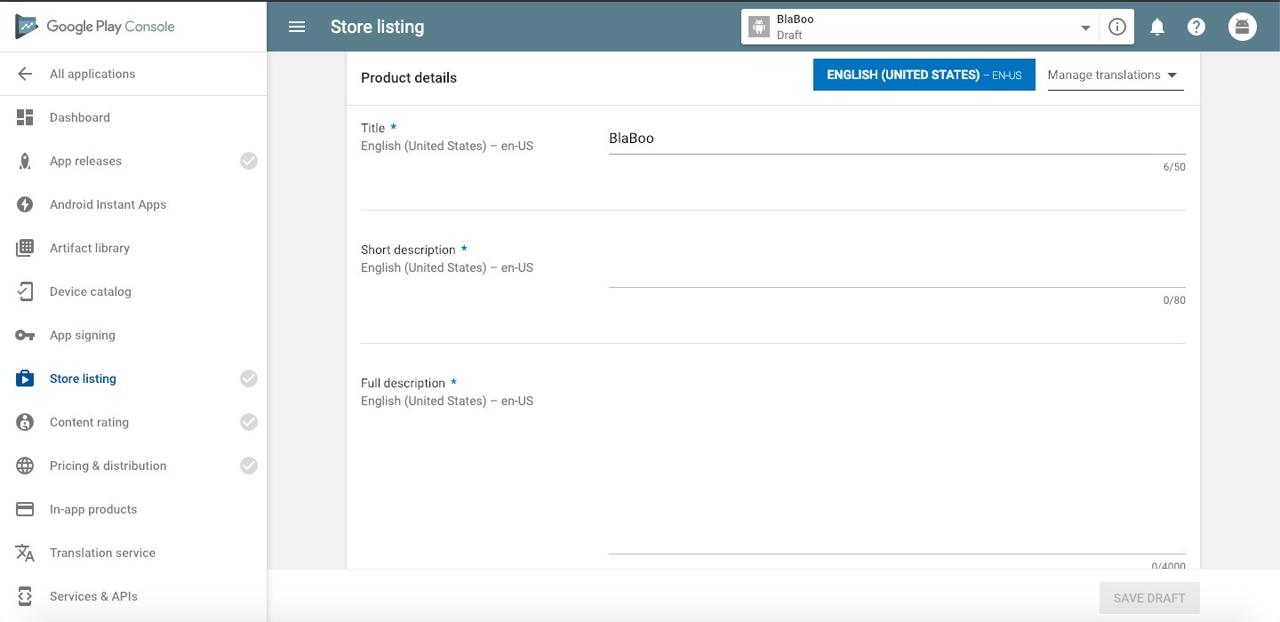 Google Play Console
Store listing
BlaBoo
Draft
All applications
Dashboard
App releases
Android Instant Apps
Artifact library
Device catalog
App signing
Store listing
Content rating
Pricing & distribution
In-app products
Translation service
Services & APIs
Product details
ENGLISH (UNITED STATES) – EN-US
Manage translations
Title *
English (United States) – en-US
BlaBoo
6/50
Short description *
English (United States) – en-US
0/80
Full description *
English (United States) – en-US
0/4000
SAVE DRAFT